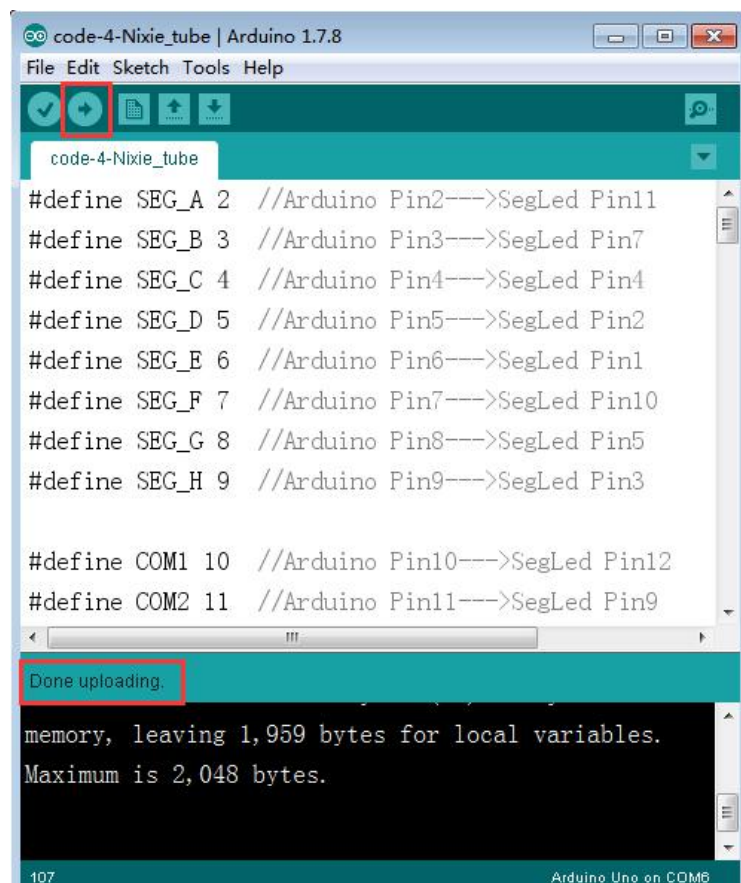 code-4-Nixie_tube | Arduino 1.7.8
File Edit Sketch Tools Help
code-4-Nixie_tube
#define SEG_A 2 //Arduino Pin2--->SegLed Pin11
#define SEG_B 3 //Arduino Pin3--->SegLed Pin7
#define SEG_C 4 //Arduino Pin4--->SegLed Pin4
#define SEG_D 5 //Arduino Pin5--->SegLed Pin2
#define SEG_E 6 //Arduino Pin6--->SegLed Pin1
#define SEG_F 7 //Arduino Pin7--->SegLed Pin10
#define SEG_G 8 //Arduino Pin8--->SegLed Pin5
#define SEG_H 9 //Arduino Pin9--->SegLed Pin3
#define COM1 10 //Arduino Pin10--->SegLed Pin12
#define COM2 11 //Arduino Pin11--->SegLed Pin9
Done uploading.
memory, leaving 1,959 bytes for local variables.
Maximum is 2,048 bytes.
107 Arduino Uno on COM6